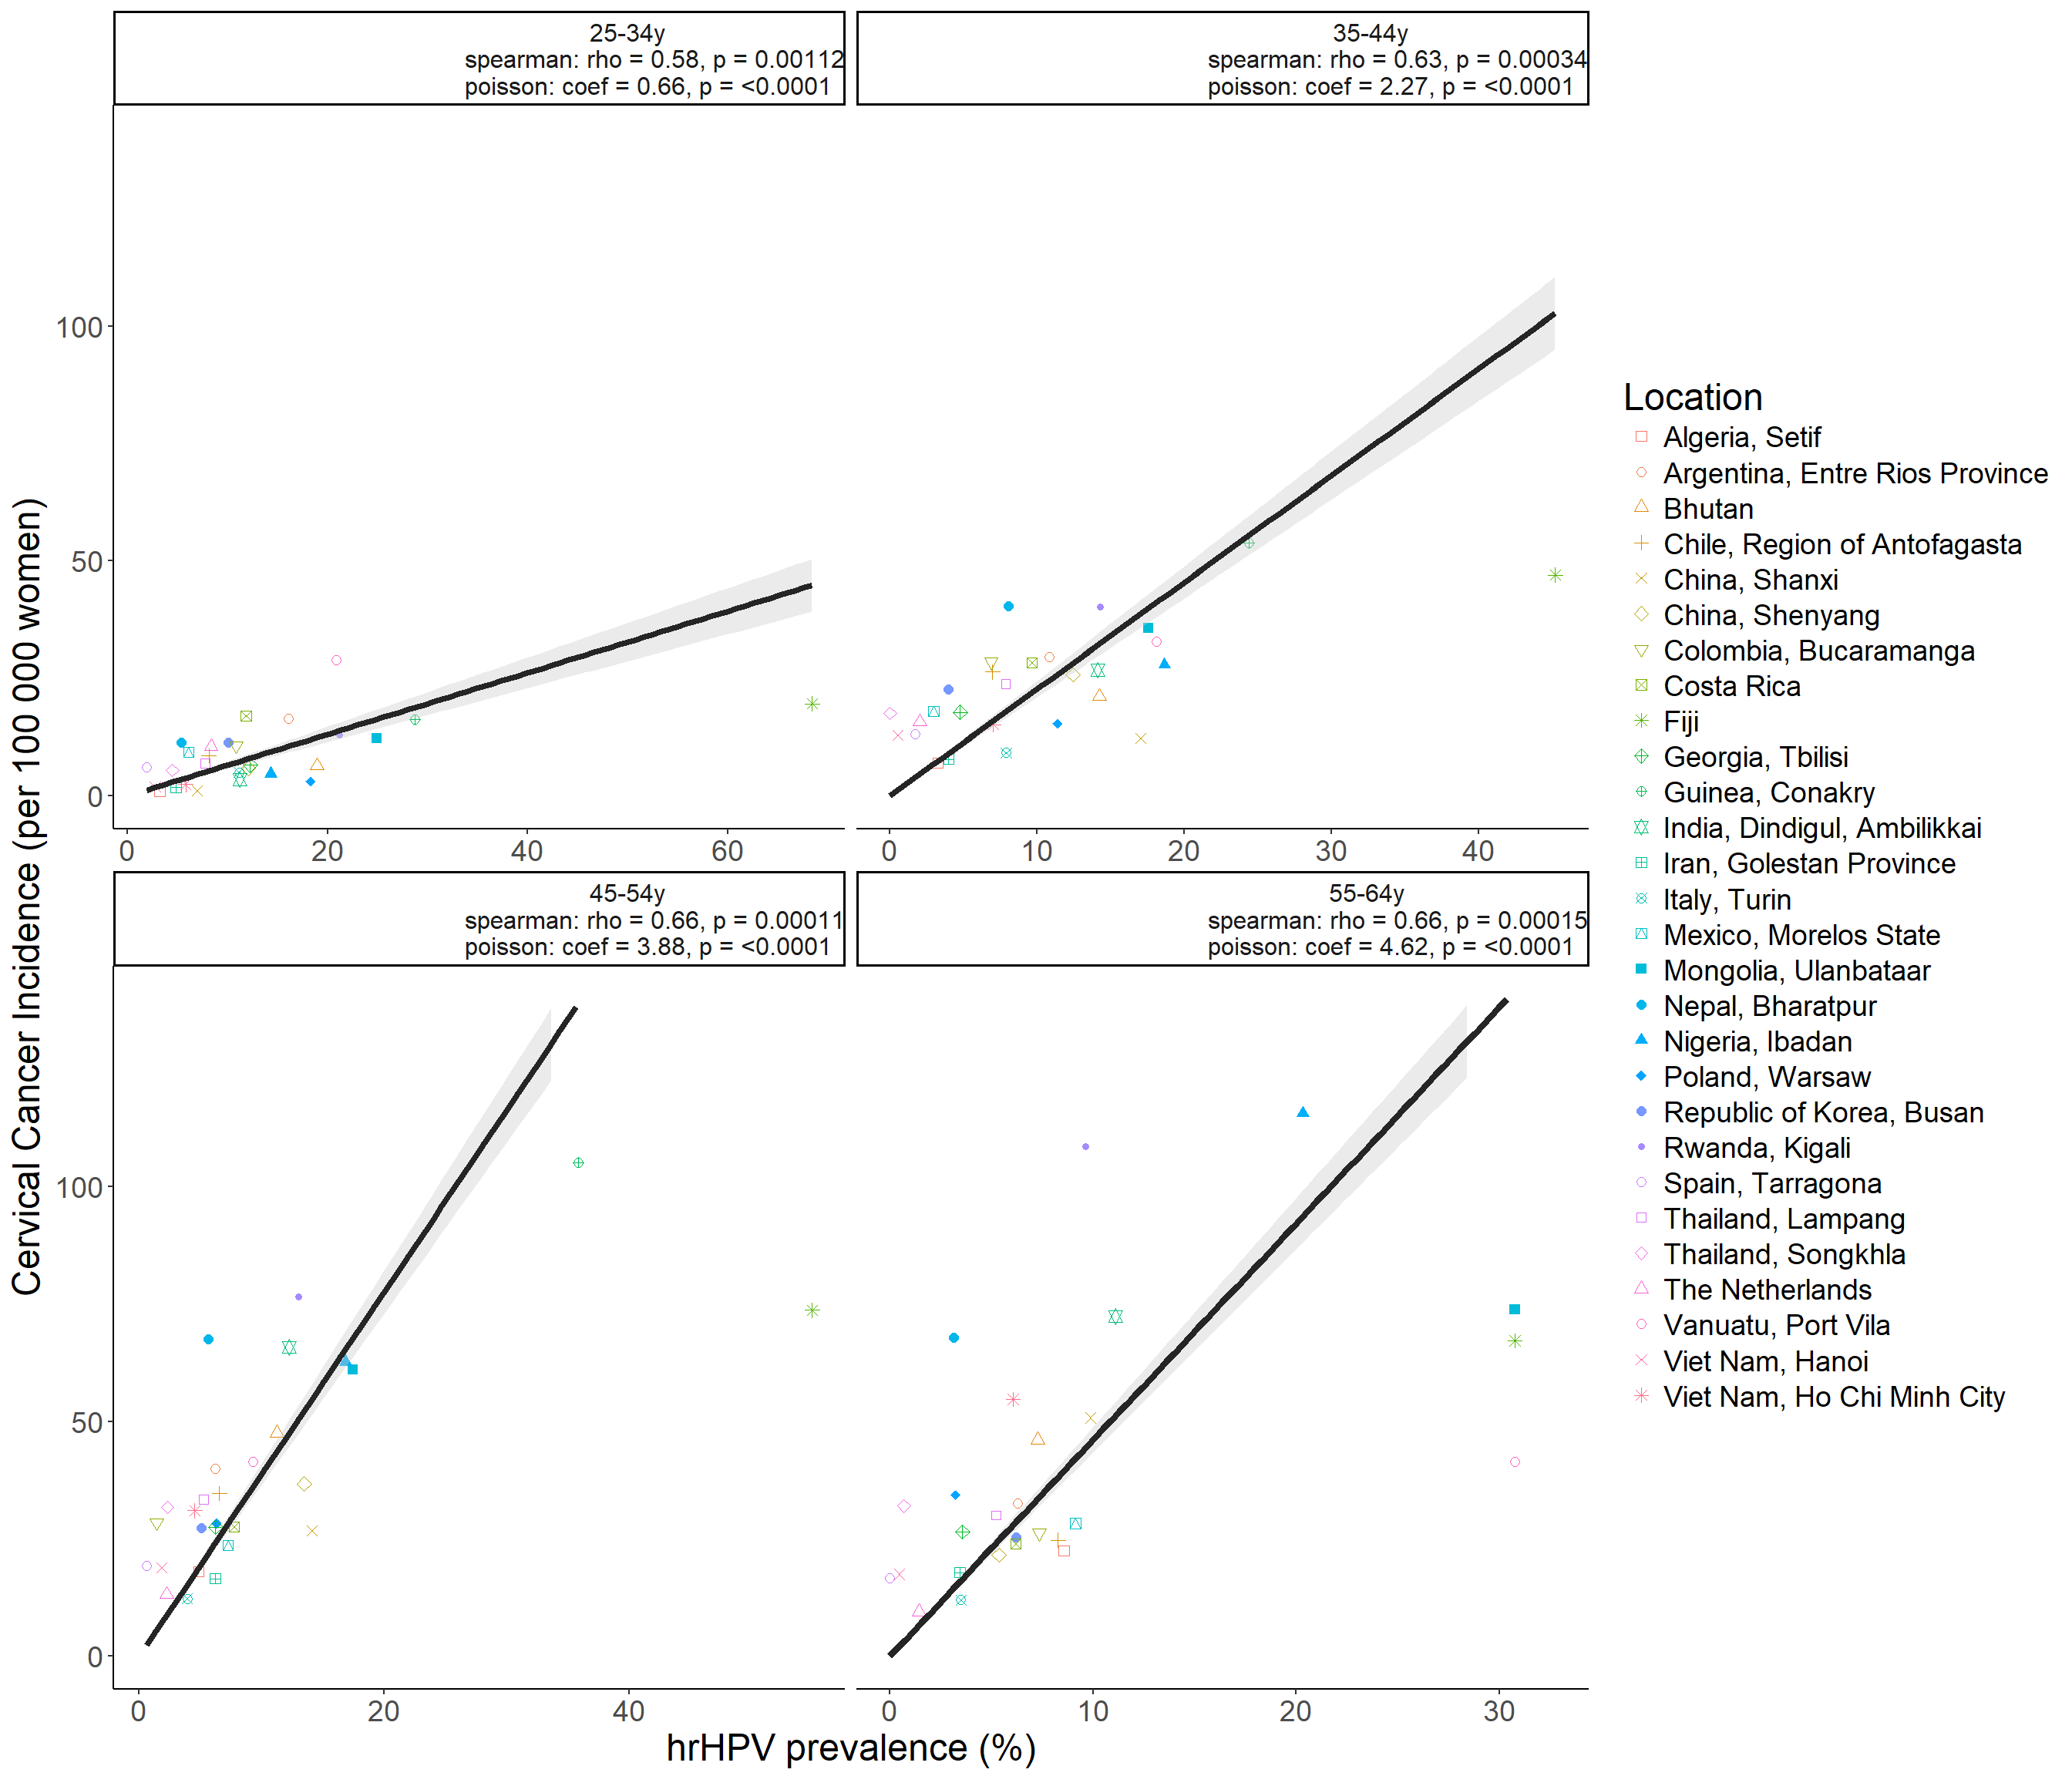 25-34y
spearman: rho = 0.58, p = 0.00112
poisson: coef = 0.66, p = <0.0001
35-44y
spearman: rho = 0.63, p = 0.00034
poisson: coef = 2.27, p = <0.0001
100
50
0
0 20 40 60
0 10 20 30 40
45-54y
spearman: rho = 0.66, p = 0.00011
poisson: coef = 3.88, p = <0.0001
55-64y
spearman: rho = 0.66, p = 0.00015
poisson: coef = 4.62, p = <0.0001
100
50
0
0 20 40
0 10 20 30
hrHPV prevalence (%)
Cervical Cancer Incidence (per 100 000 women)
Location
Algeria, Setif
Argentina, Entre Rios Province
Bhutan
Chile, Region of Antofagasta
China, Shanxi
China, Shenyang
Colombia, Bucaramanga
Costa Rica
Fiji
Georgia, Tbilisi
Guinea, Conakry
India, Dindigul, Ambilikkai
Iran, Golestan Province
Italy, Turin
Mexico, Morelos State
Mongolia, Ulanbataar
Nepal, Bharatpur
Nigeria, Ibadan
Poland, Warsaw
Republic of Korea, Busan
Rwanda, Kigali
Spain, Tarragona
Thailand, Lampang
Thailand, Songkhla
The Netherlands
Vanuatu, Port Vila
Viet Nam, Hanoi
Viet Nam, Ho Chi Minh City